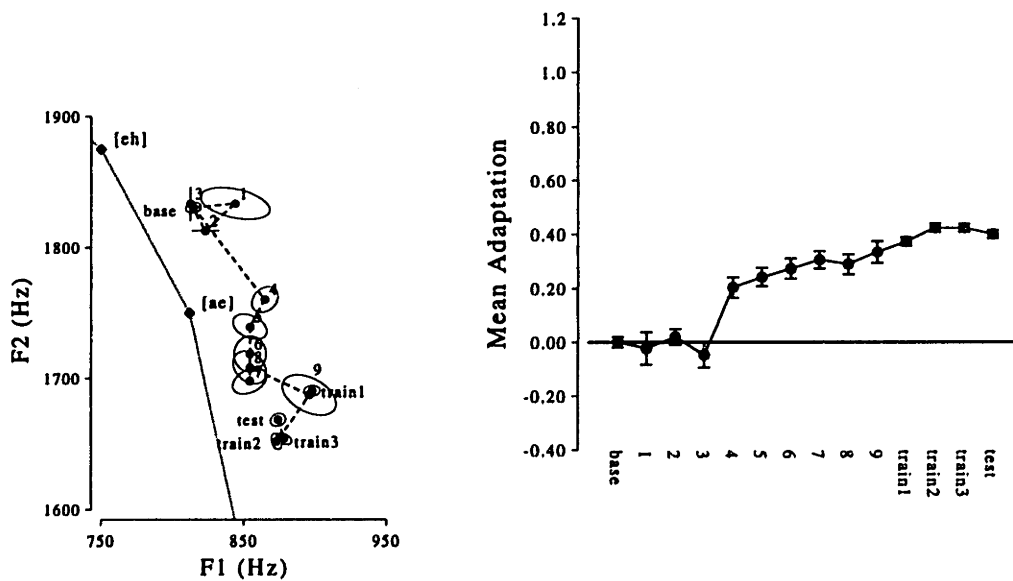 1900
1800
1700
1600
F2 (Hz)
[eh]
3
1
base
2
4
[ae]
5
6
8
7
9
train1
test
train2
train3
750
850
950
F1 (Hz)
1.2
1.0
0.80
0.60
0.40
0.20
0.00
-0.20
-0.40
Mean Adaptation
base
1
2
3
4
5
6
7
8
9
train1
train2
train3
test